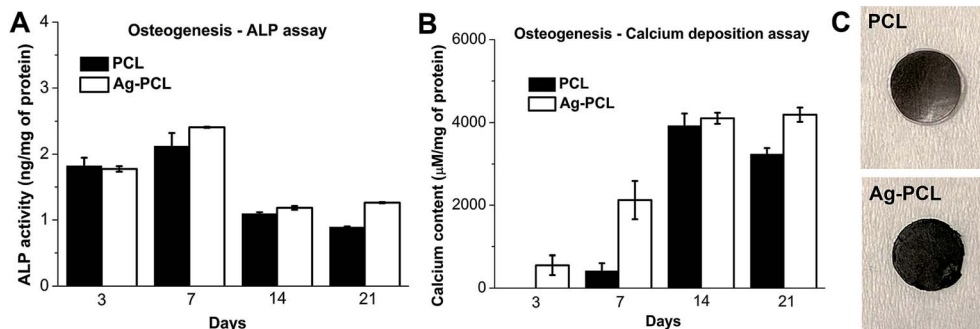 A
Osteogenesis - ALP assay
ALP activity (ng/mg of protein)
4
3
2
1
0
PCL
Ag-PCL
3 7 14 21
Days
B
Osteogenesis - Calcium deposition assay
Calcium content (μM/mg of protein)
6000
4000
2000
0
PCL
Ag-PCL
3 7 14 21
Days
C
PCL
Ag-PCL